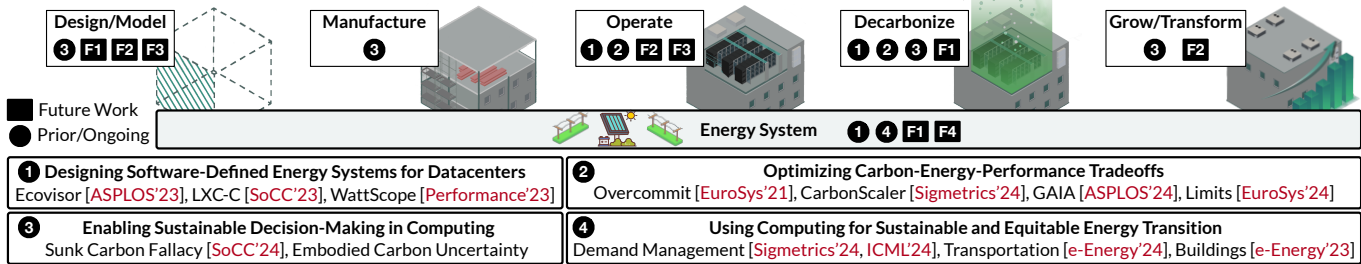 Design/Model
3 F1 F2 F3
Manufacture
3
Operate
1 2 F2 F3
Decarbonize
1 2 3 F1
Grow/Transform
3 F2
Future Work
Prior/Ongoing
Energy System 1 4 F1 F4
1 Designing Software-Defined Energy Systems for Datacenters
Ecovisor [ASPLOS'23], LXC-C [SoCC'23], WattScope [Performance'23]
2 Optimizing Carbon-Energy-Performance Tradeoffs
Overcommit [EuroSys'21], CarbonScaler [Sigmetrics'24], GAIA [ASPLOS'24], Limits [EuroSys'24]
3 Enabling Sustainable Decision-Making in Computing
Sunk Carbon Fallacy [SoCC'24], Embodied Carbon Uncertainty
4 Using Computing for Sustainable and Equitable Energy Transition
Demand Management [Sigmetrics'24, ICML'24], Transportation [e-Energy'24], Buildings [e-Energy'23]